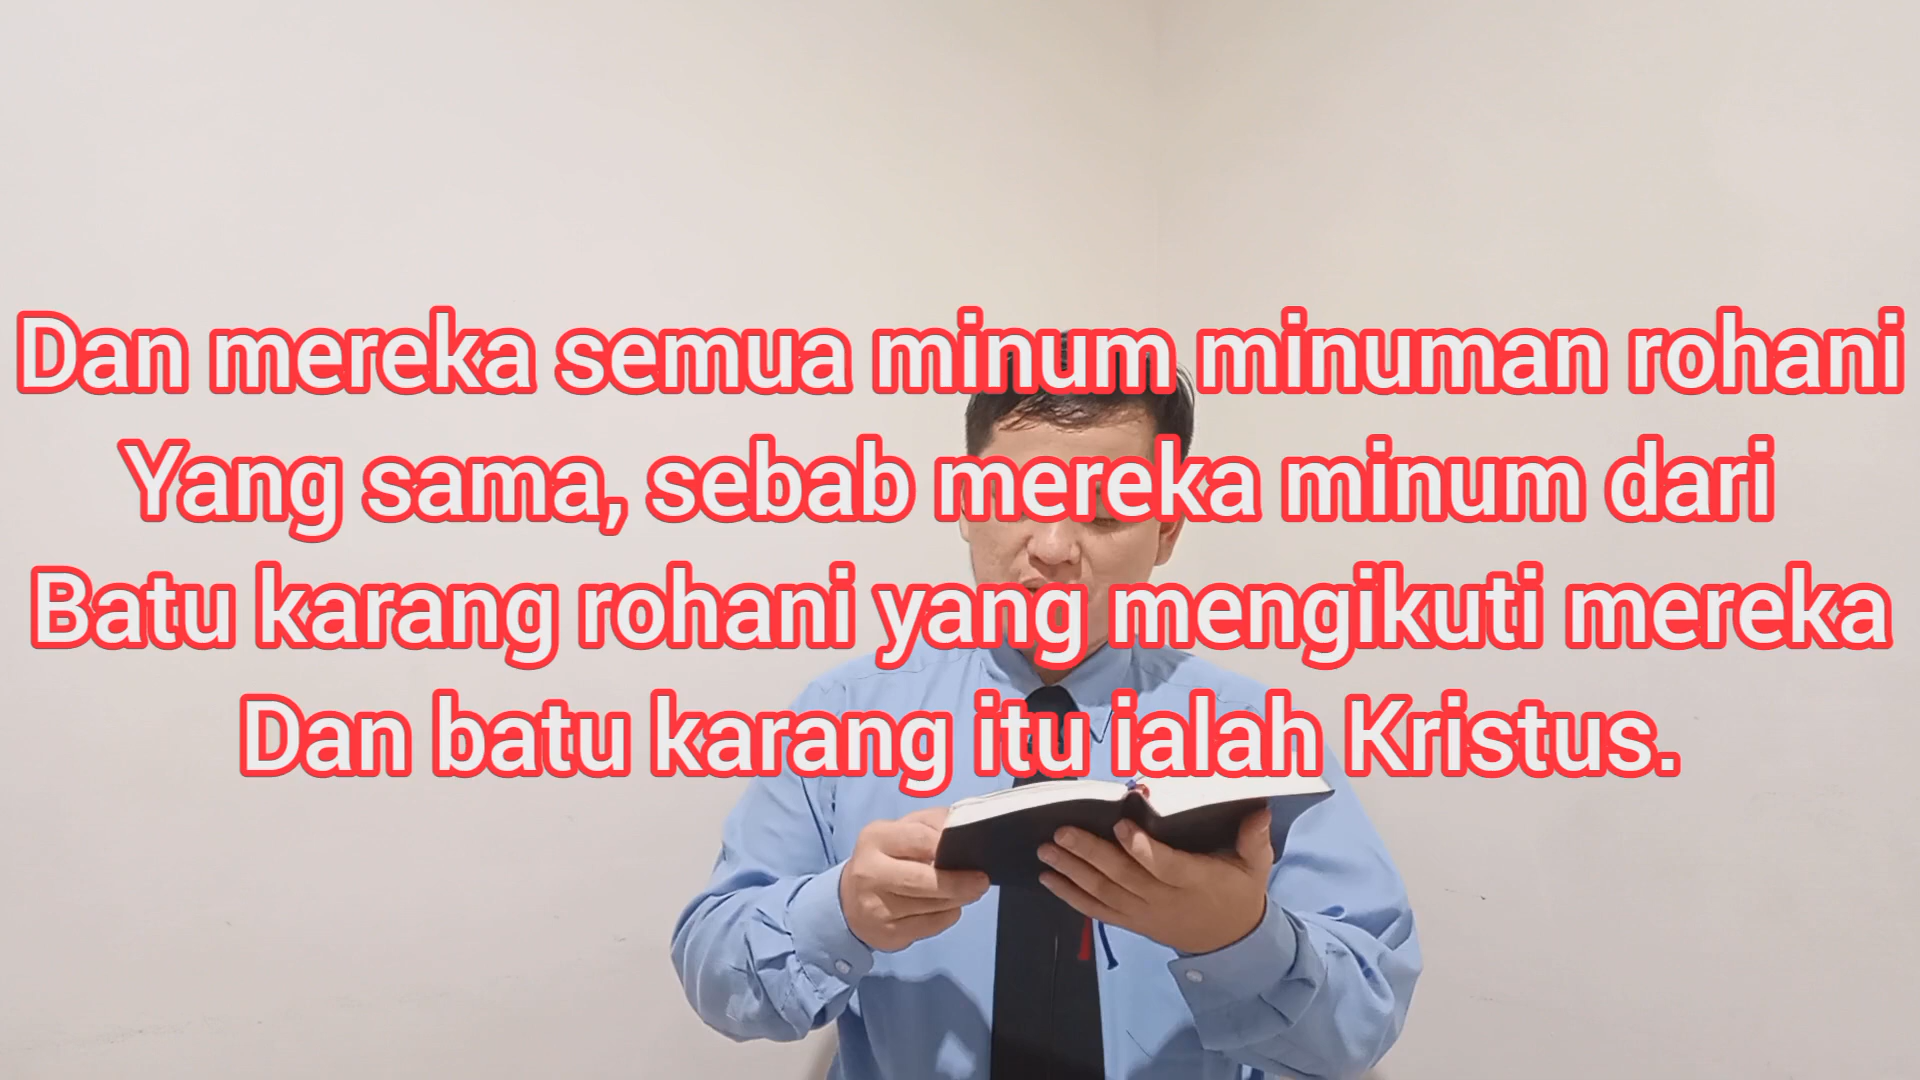 Dan mereka semua minum minuman rohani
Yang sama, sebab mereka minum dari
Batu karang rohani yang mengikuti mereka
Dan batu karang itu ialah Kristus.